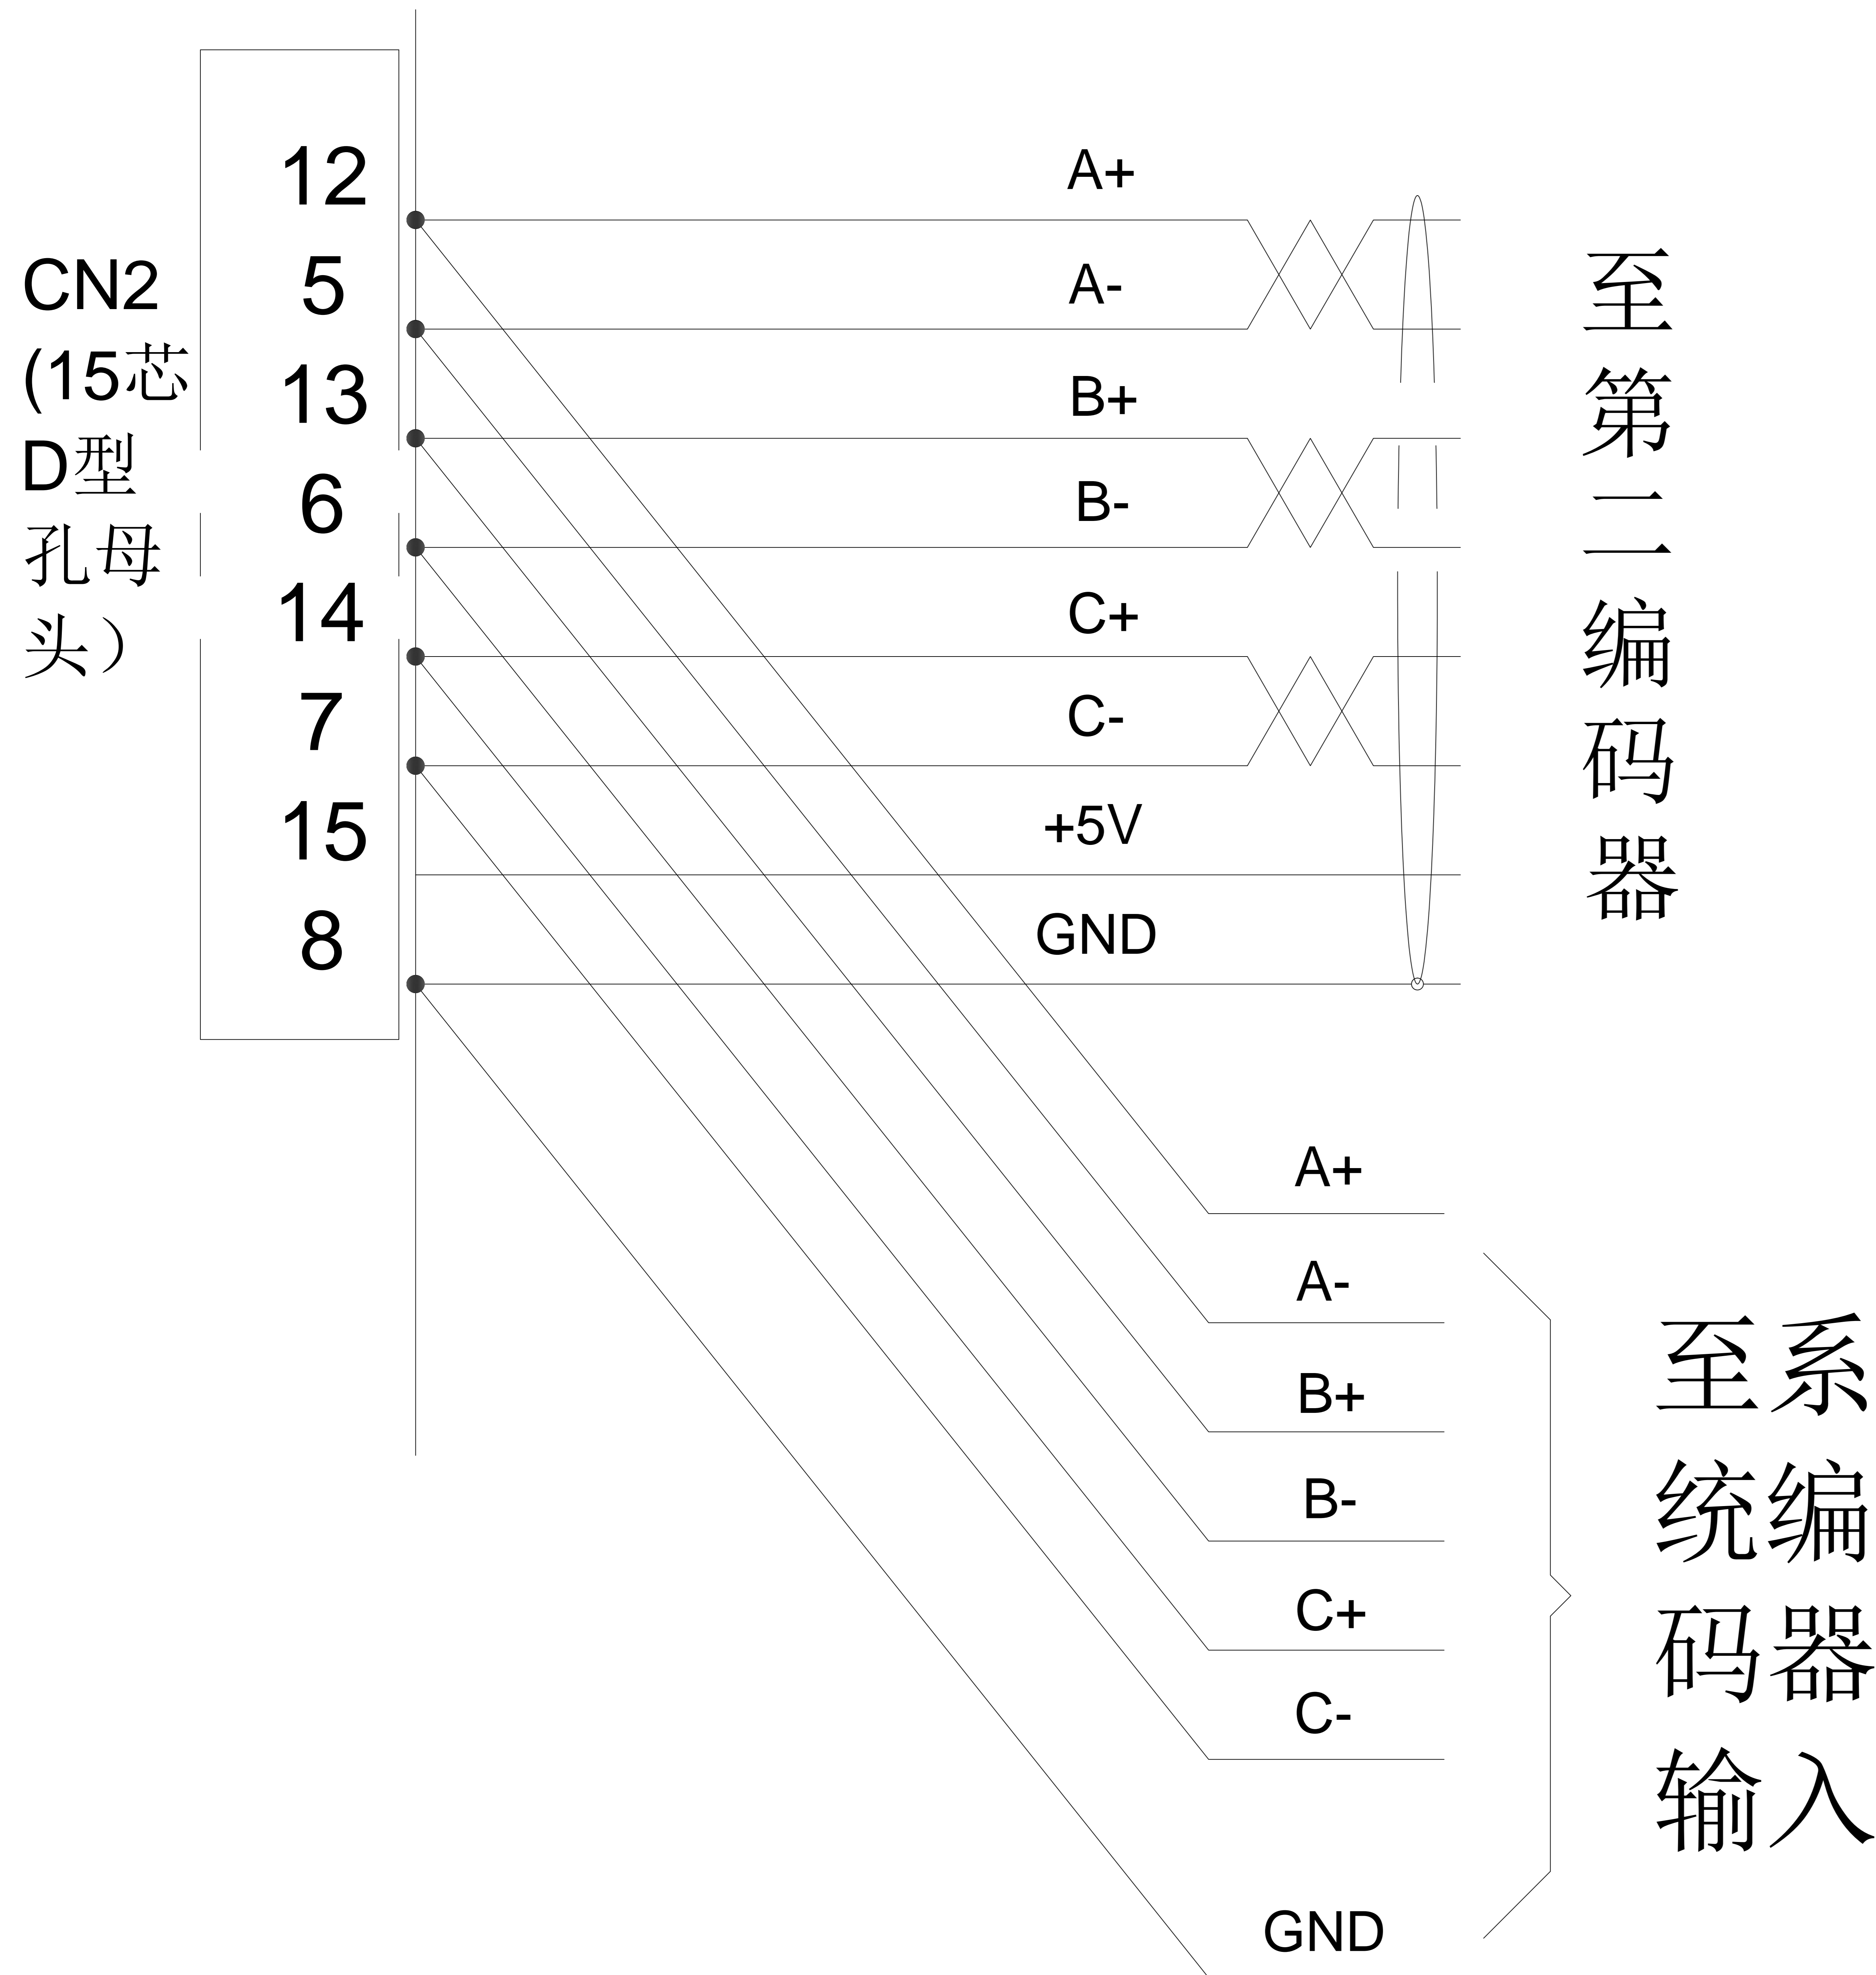 CN2
(15芯
D型
孔母
头）
12
5
13
6
14
7
15
8
A+
A-
B+
B-
C+
C-
+5V
GND
至
第
二
编
码
器
A+
A-
B+
B-
C+
C-
GND
至系
统编
码器
输入